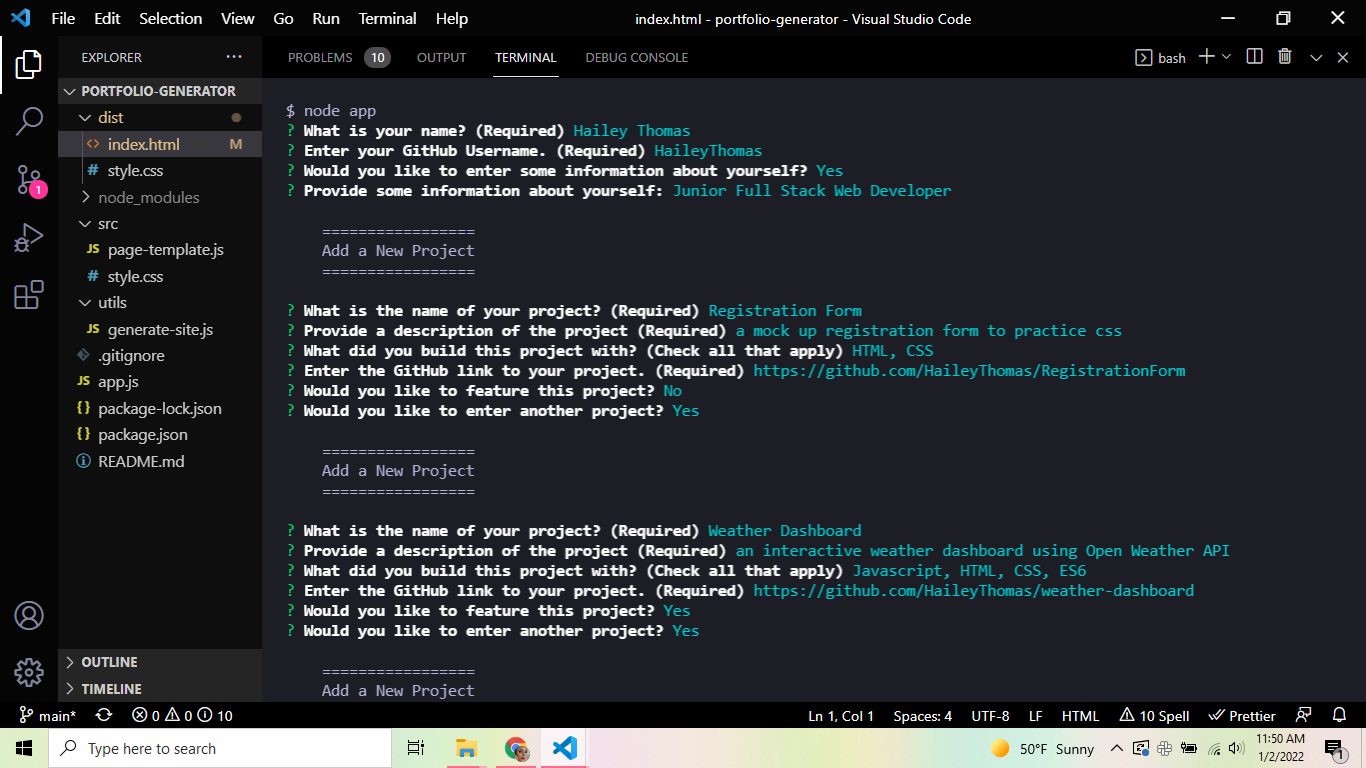 File Edit Selection View Go Run Terminal Help
index.html - portfolio-generator - Visual Studio Code
EXPLORER
PROBLEMS 10 OUTPUT TERMINAL DEBUG CONSOLE
bash
PORTFOLIO-GENERATOR
dist
<> index.html M
# style.css
node_modules
src
JS page-template.js
# style.css
utils
JS generate-site.js
.gitignore
JS app.js
{} package-lock.json
{} package.json
README.md
OUTLINE
TIMELINE
1
$ node app
? What is your name? (Required) Hailey Thomas
? Enter your GitHub Username. (Required) HaileyThomas
? Would you like to enter some information about yourself? Yes
? Provide some information about yourself: Junior Full Stack Web Developer
=================
Add a New Project
=================
? What is the name of your project? (Required) Registration Form
? Provide a description of the project (Required) a mock up registration form to practice css
? What did you build this project with? (Check all that apply) HTML, CSS
? Enter the GitHub link to your project. (Required) https://github.com/HaileyThomas/RegistrationForm
? Would you like to feature this project? No
? Would you like to enter another project? Yes
=================
Add a New Project
=================
? What is the name of your project? (Required) Weather Dashboard
? Provide a description of the project (Required) an interactive weather dashboard using Open Weather API
? What did you build this project with? (Check all that apply) Javascript, HTML, CSS, ES6
? Enter the GitHub link to your project. (Required) https://github.com/HaileyThomas/weather-dashboard
? Would you like to feature this project? Yes
? Would you like to enter another project? Yes
=================
Add a New Project
main* 0 0 10
Ln 1, Col 1 Spaces: 4 UTF-8 LF HTML 10 Spell Prettier
Type here to search
50°F Sunny
11:50 AM
1/2/2022
1